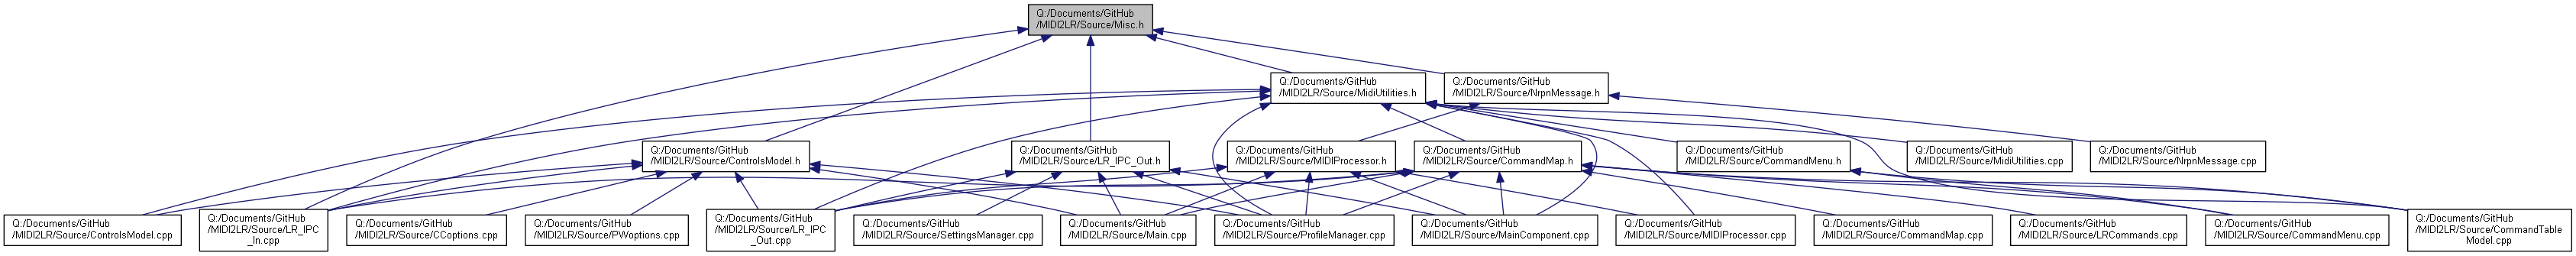 Q:/Documents/GitHub
/MIDI2LR/Source/Misc.h
Q:/Documents/GitHub
/MIDI2LR/Source/MidiUtilities.h
Q:/Documents/GitHub
/MIDI2LR/Source/NrpnMessage.h
Q:/Documents/GitHub
/MIDI2LR/Source/ControlsModel.h
Q:/Documents/GitHub
/MIDI2LR/Source/LR_IPC_Out.h
Q:/Documents/GitHub
/MIDI2LR/Source/MIDIProcessor.h
Q:/Documents/GitHub
/MIDI2LR/Source/CommandMap.h
Q:/Documents/GitHub
/MIDI2LR/Source/CommandMenu.h
Q:/Documents/GitHub
/MIDI2LR/Source/MidiUtilities.cpp
Q:/Documents/GitHub
/MIDI2LR/Source/NrpnMessage.cpp
Q:/Documents/GitHub
/MIDI2LR/Source/ControlsModel.cpp
Q:/Documents/GitHub
/MIDI2LR/Source/LR_IPC
_In.cpp
Q:/Documents/GitHub
/MIDI2LR/Source/CCoptions.cpp
Q:/Documents/GitHub
/MIDI2LR/Source/PWoptions.cpp
Q:/Documents/GitHub
/MIDI2LR/Source/LR_IPC
_Out.cpp
Q:/Documents/GitHub
/MIDI2LR/Source/SettingsManager.cpp
Q:/Documents/GitHub
/MIDI2LR/Source/Main.cpp
Q:/Documents/GitHub
/MIDI2LR/Source/ProfileManager.cpp
Q:/Documents/GitHub
/MIDI2LR/Source/MainComponent.cpp
Q:/Documents/GitHub
/MIDI2LR/Source/MIDIProcessor.cpp
Q:/Documents/GitHub
/MIDI2LR/Source/CommandMap.cpp
Q:/Documents/GitHub
/MIDI2LR/Source/LRCommands.cpp
Q:/Documents/GitHub
/MIDI2LR/Source/CommandMenu.cpp
Q:/Documents/GitHub
/MIDI2LR/Source/CommandTable
Model.cpp